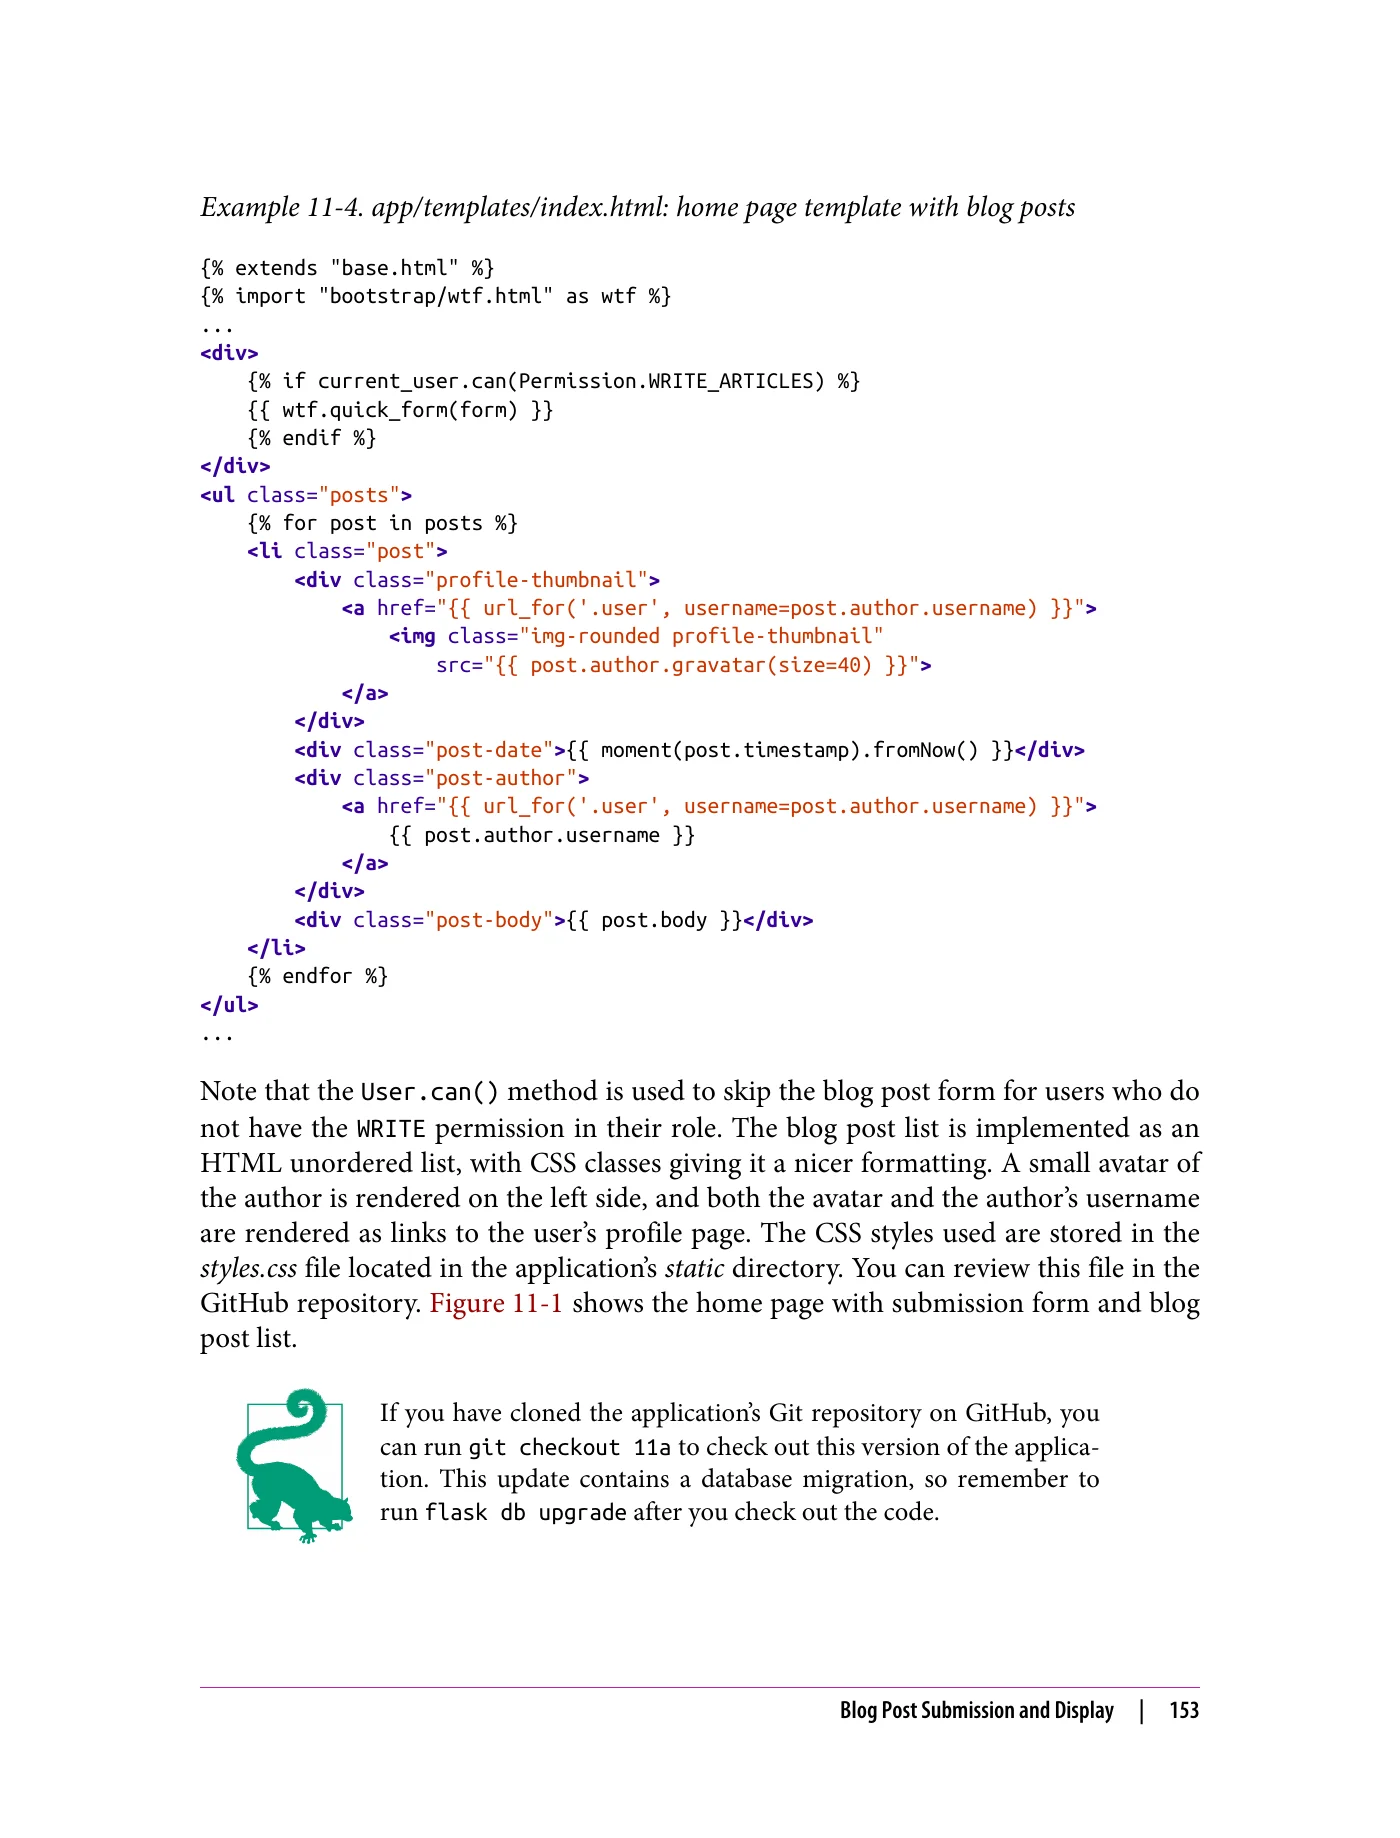 Example 11-4. app/templates/index.html: home page template with blog posts
{% extends "base.html" %}
{% import "bootstrap/wtf.html" as wtf %}
...
<div>
    {% if current_user.can(Permission.WRITE_ARTICLES) %}
    {{ wtf.quick_form(form) }}
    {% endif %}
</div>
<ul class="posts">
    {% for post in posts %}
    <li class="post">
        <div class="profile-thumbnail">
            <a href="{{ url_for('.user', username=post.author.username) }}">
                <img class="img-rounded profile-thumbnail"
                    src="{{ post.author.gravatar(size=40) }}">
            </a>
        </div>
        <div class="post-date">{{ moment(post.timestamp).fromNow() }}</div>
        <div class="post-author">
            <a href="{{ url_for('.user', username=post.author.username) }}">
                {{ post.author.username }}
            </a>
        </div>
        <div class="post-body">{{ post.body }}</div>
    </li>
    {% endfor %}
</ul>
...
Note that the User.can() method is used to skip the blog post form for users who do
not have the WRITE permission in their role. The blog post list is implemented as an
HTML unordered list, with CSS classes giving it a nicer formatting. A small avatar of
the author is rendered on the left side, and both the avatar and the author’s username
are rendered as links to the user’s profile page. The CSS styles used are stored in the
styles.css file located in the application’s static directory. You can review this file in the
GitHub repository. Figure 11-1 shows the home page with submission form and blog
post list.
If you have cloned the application’s Git repository on GitHub, you
can run git checkout 11a to check out this version of the applica-
tion. This update contains a database migration, so remember to
run flask db upgrade after you check out the code.
Blog Post Submission and Display | 153